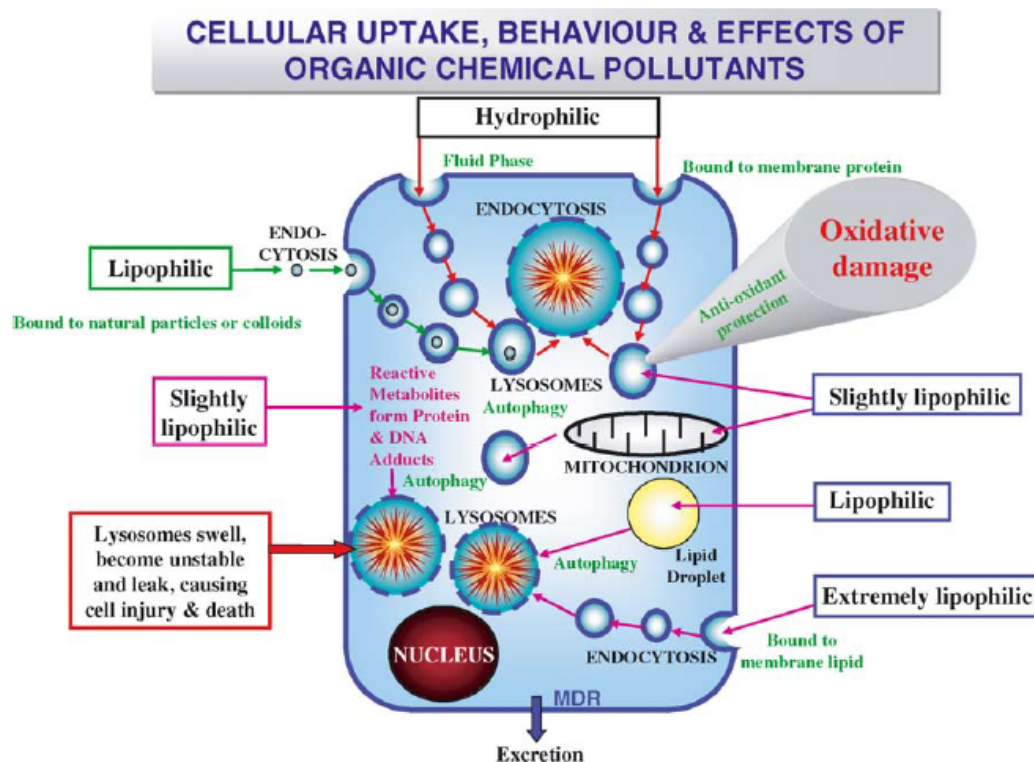 CELLULAR UPTAKE, BEHAVIOUR & EFFECTS OF
ORGANIC CHEMICAL POLLUTANTS
Hydrophilic
Fluid Phase
Bound to membrane protein
ENDOCYTOSIS
ENDO-
CYTOSIS
Lipophilic
Bound to natural particles or colloids
Oxidative
damage
Anti-oxidant
protection
LYSOSOMES
Reactive
Metabolites
form Protein
& DNA
Adducts
Autophagy
Slightly
lipophilic
Slightly lipophilic
MITOCHONDRION
Autophagy
LYSOSOMES
Lipophilic
Lipid
Droplet
Autophagy
Lysosomes swell,
become unstable
and leak, causing
cell injury & death
Extremely lipophilic
Bound to
membrane lipid
ENDOCYTOSIS
NUCLEUS
MDR
Excretion